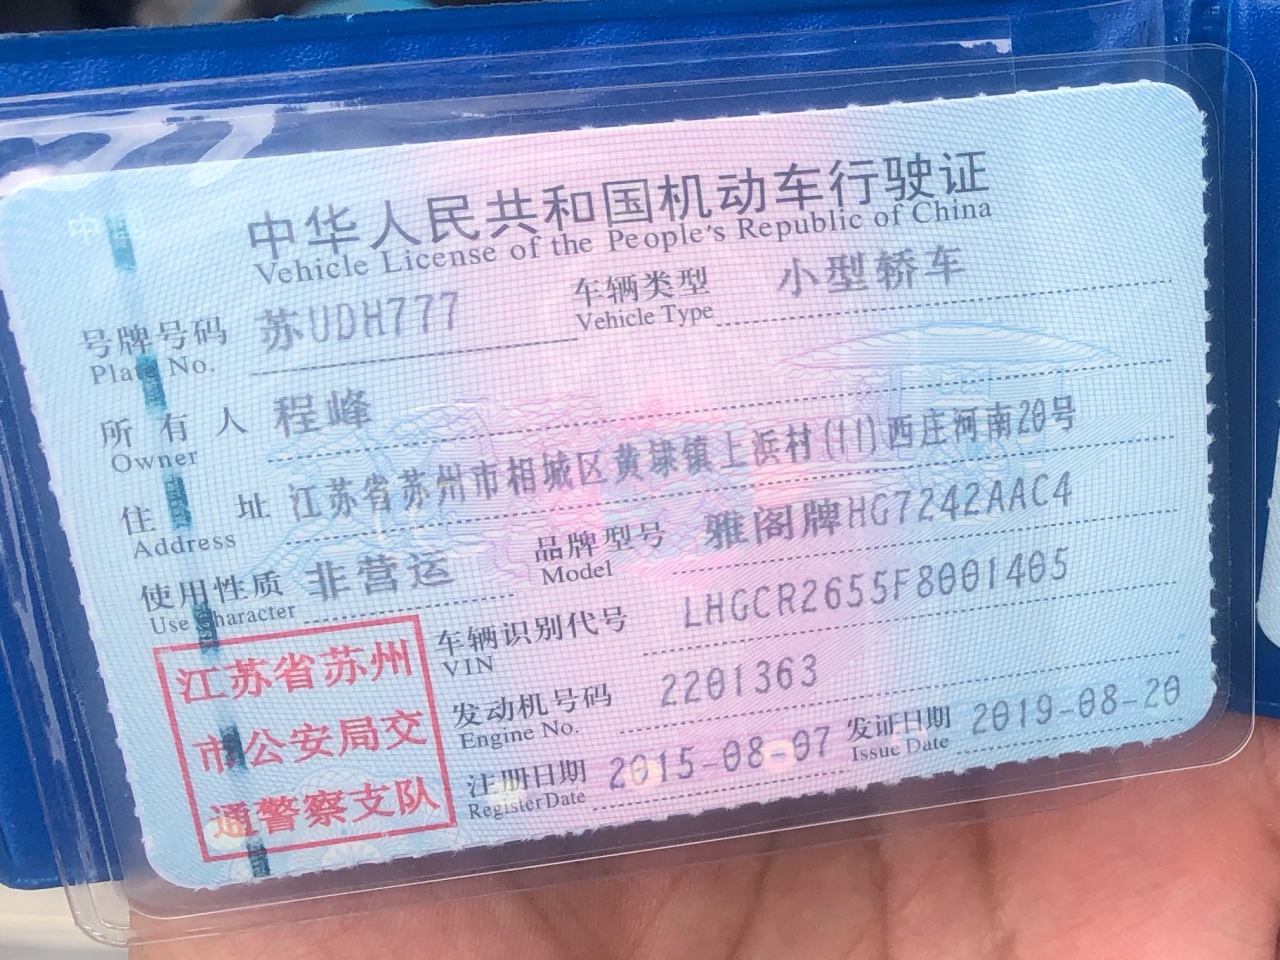 中华人民共和国机动车行驶证
Vehicle License of the People's Republic of China
号牌号码 苏UDH777 车辆类型 小型轿车
Plate No. Vehicle Type
所有人 程峰
Owner
住址 江苏省苏州市相城区黄埭镇上浜村(11)西庄河南20号
Address
使用性质 非营运 品牌型号 雅阁牌HG7242AAC4
Use Character Model
车辆识别代号 LHGCR2655F8001405
VIN
发动机号码 2201363
Engine No.
注册日期 2015-08-07 发证日期 2019-08-20
RegisterDate Issue Date
江苏省苏州
市公安局交
通警察支队